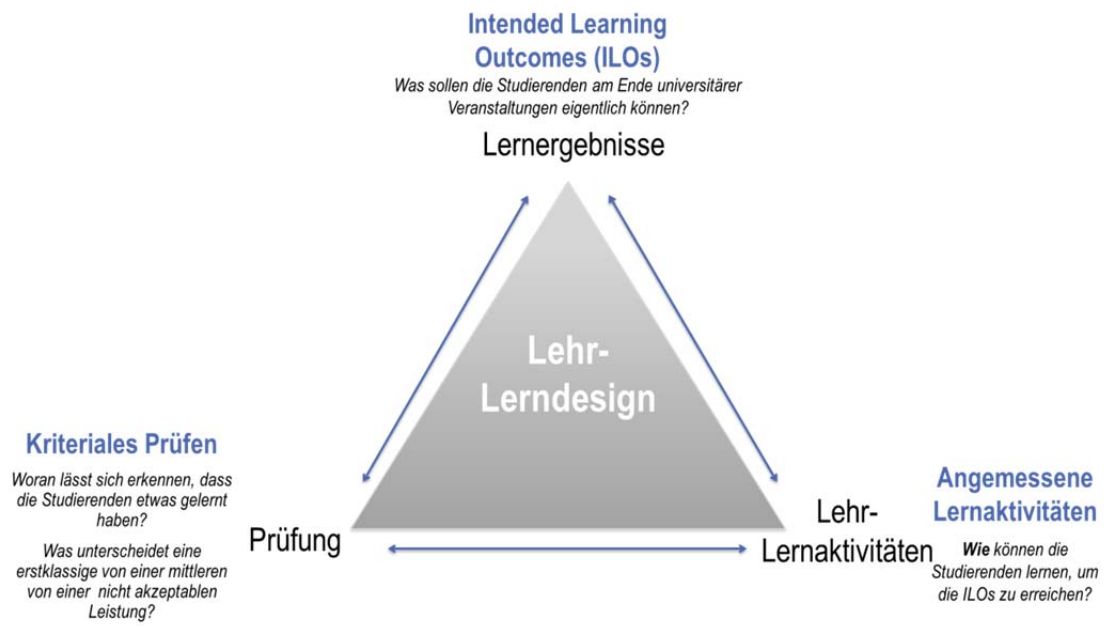 Intended Learning
Outcomes (ILOs)
Was sollen die Studierenden am Ende universitärer
Veranstaltungen eigentlich können?
Lernergebnisse
Lehr-
Lerndesign
Kriteriales Prüfen
Woran lässt sich erkennen, dass
die Studierenden etwas gelernt
haben?
Was unterscheidet eine
erstklassige von einer mittleren
von einer nicht akzeptablen
Leistung?
Prüfung
Lehr-
Lernaktivitäten
Angemessene
Lernaktivitäten
Wie können die
Studierenden lernen, um
die ILOs zu erreichen?